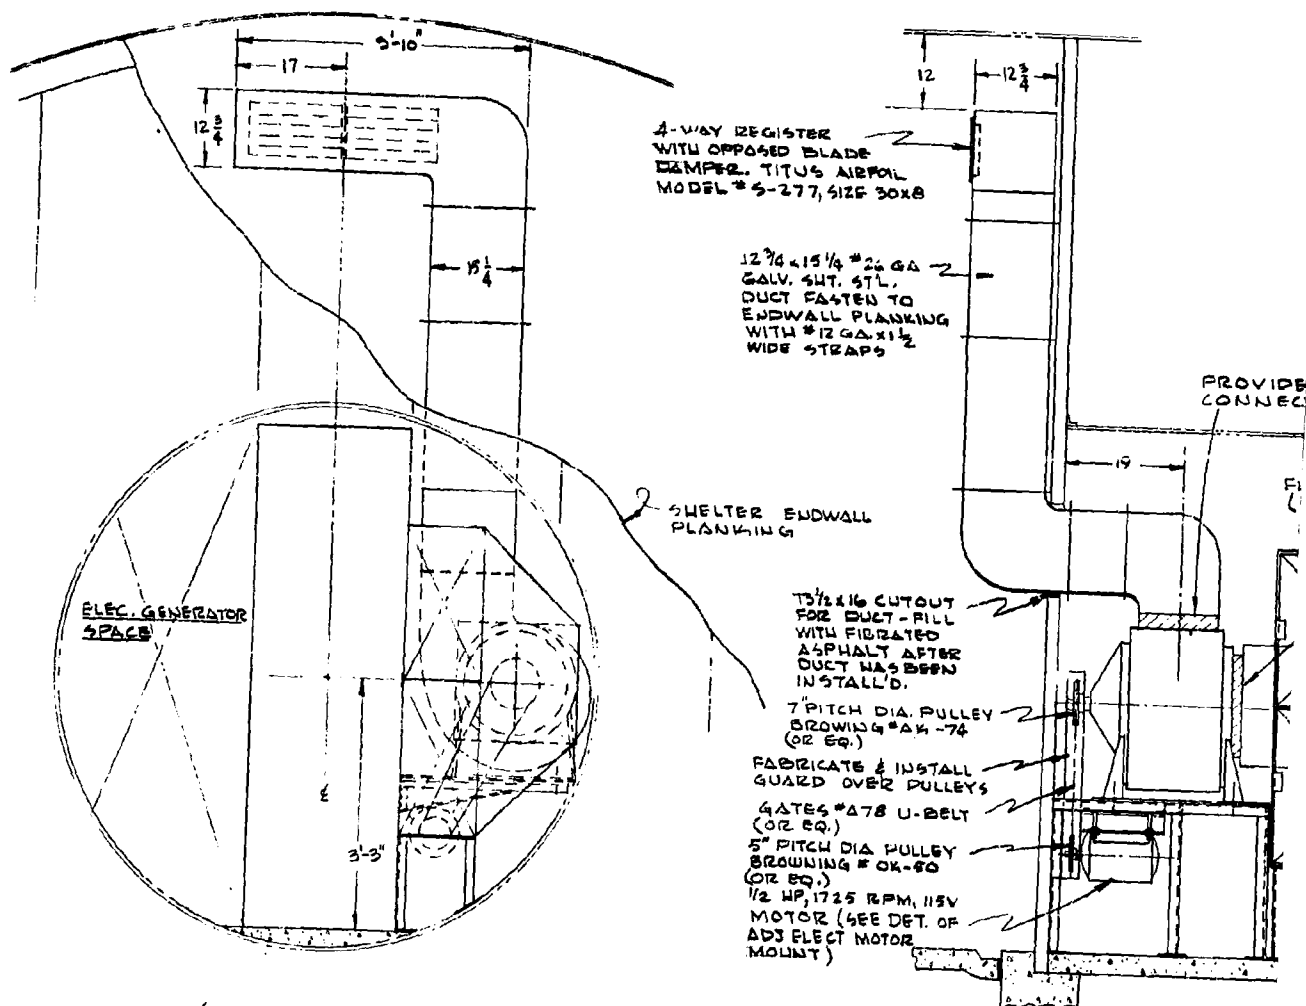 3'-10"
17
12 3/4
15 1/4
ELEC. GENERATOR
SPACE
3'-3"
SHELTER ENDWALL
PLANKING
12
12 3/4
4-WAY REGISTER
WITH OPPOSED BLADE
DAMPER. TITUS AIRFOIL
MODEL # S-277, SIZE 30x8
12 3/4 x 15 1/4 # 26 GA
GALV. SHT. ST'L.
DUCT FASTEN TO
ENDWALL PLANKING
WITH #12 GA. x 1 1/2
WIDE STRAPS
PROVIDE
CONNEC
19
13 1/2 x 16 CUTOUT
FOR DUCT-FILL
WITH FIBRATED
ASPHALT AFTER
DUCT HAS BEEN
INSTALL'D.
7" PITCH DIA. PULLEY
BROWING # AK-74
(OR EQ.)
FABRICATE & INSTALL
GUARD OVER PULLEYS
GATES #A78 U-BELT
(OR EQ.)
5" PITCH DIA PULLEY
BROWNING # OK-50
(OR EQ.)
1/2 HP, 1725 RPM, 115V
MOTOR (SEE DET. OF
ADJ ELECT MOTOR
MOUNT)